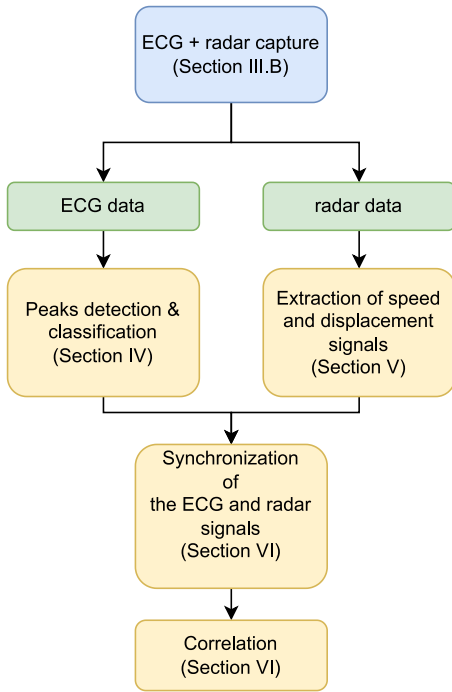 ECG + radar capture
(Section III.B)
ECG data
radar data
Peaks detection &
classification
(Section IV)
Extraction of speed
and displacement
signals
(Section V)
Synchronization
of
the ECG and radar
signals
(Section VI)
Correlation
(Section VI)